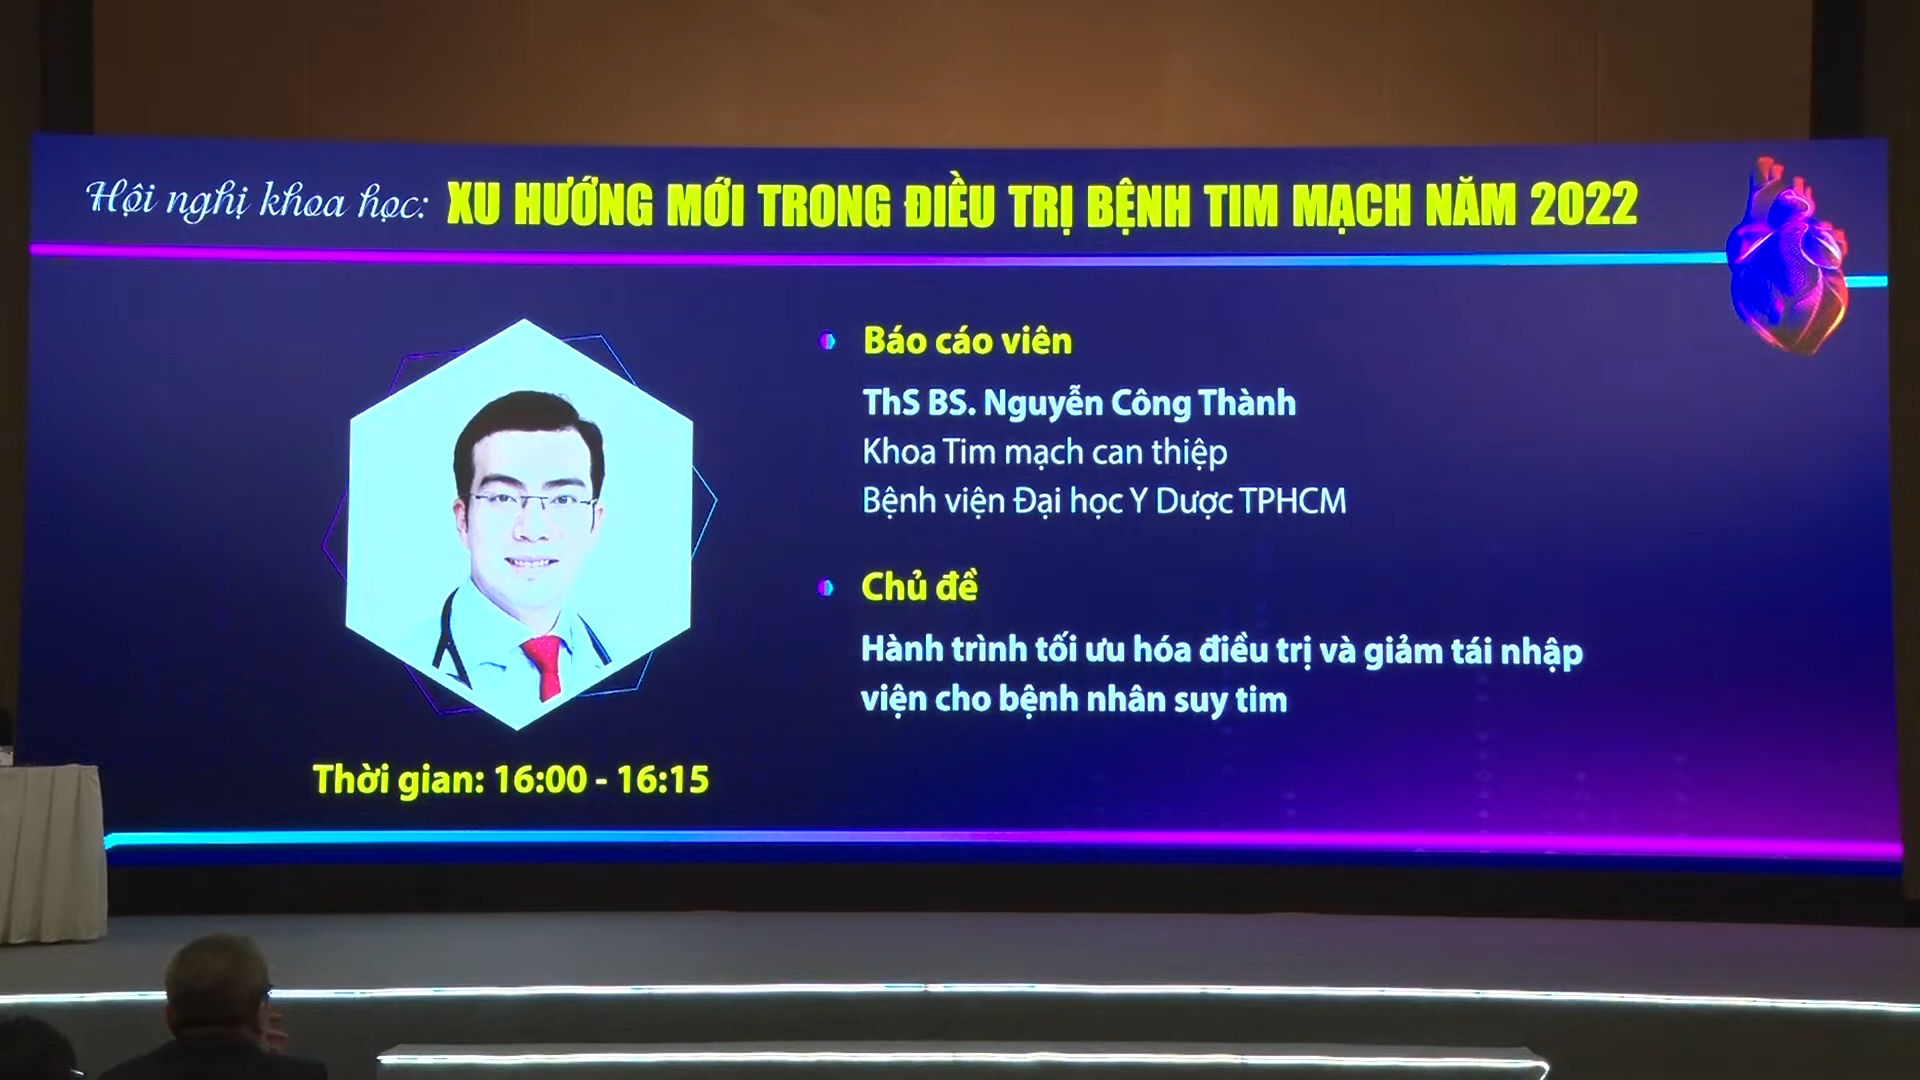 Hội nghị khoa học: XU HƯỚNG MỚI TRONG ĐIỀU TRỊ BỆNH TIM MẠCH NĂM 2022
Báo cáo viên
ThS BS. Nguyễn Công Thành
Khoa Tim mạch can thiệp
Bệnh viện Đại học Y Dược TPHCM
Chủ đề
Hành trình tối ưu hóa điều trị và giảm tái nhập
viện cho bệnh nhân suy tim
Thời gian: 16:00 - 16:15